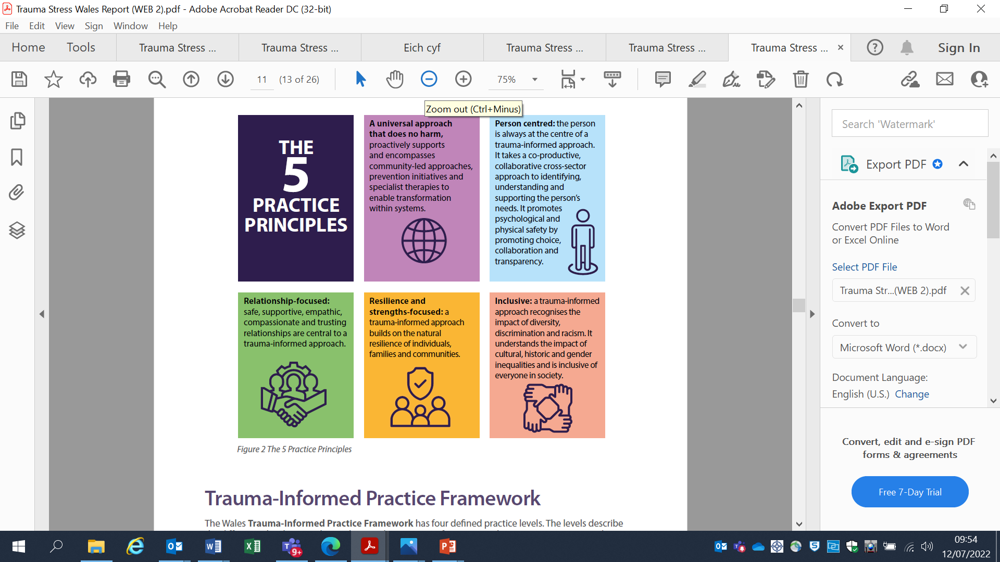 Trauma Stress Wales Report (WEB 2).pdf - Adobe Acrobat Reader DC (32-bit)
File Edit View Sign Window Help
Home Tools Trauma Stress ... Trauma Stress ... Eich cyf Trauma Stress ... Trauma Stress ... Trauma Stress ... Sign In
11 (13 of 26) 75%
Zoom out (Ctrl+Minus)
THE
5
PRACTICE
PRINCIPLES
A universal approach
that does no harm,
proactively supports
and encompasses
community-led approaches,
prevention initiatives and
specialist therapies to
enable transformation
within systems.
Person centred: the person
is always at the centre of a
trauma-informed approach.
It takes a co-productive,
collaborative cross-sector
approach to identifying,
understanding and
supporting the person's
needs. It promotes
psychological and
physical safety by
promoting choice,
collaboration and
transparency.
Relationship-focused:
safe, supportive, empathic,
compassionate and trusting
relationships are central to a
trauma-informed approach.
Resilience and
strengths-focused: a
trauma-informed approach
builds on the natural
resilience of individuals,
families and communities.
Inclusive: a trauma-informed
approach recognises the
impact of diversity,
discrimination and racism. It
understands the impact of
cultural, historic and gender
inequalities and is inclusive of
everyone in society.
Figure 2 The 5 Practice Principles
Trauma-Informed Practice Framework
The Wales Trauma-Informed Practice Framework has four defined practice levels. The levels describe
Search 'Watermark'
Export PDF
Adobe Export PDF
Convert PDF Files to Word
or Excel Online
Select PDF File
Trauma Str...(WEB 2).pdf
Convert to
Microsoft Word (*.docx)
Document Language:
English (U.S.) Change
Convert, edit and e-sign PDF
forms & agreements
Free 7-Day Trial
9+
09:54
12/07/2022